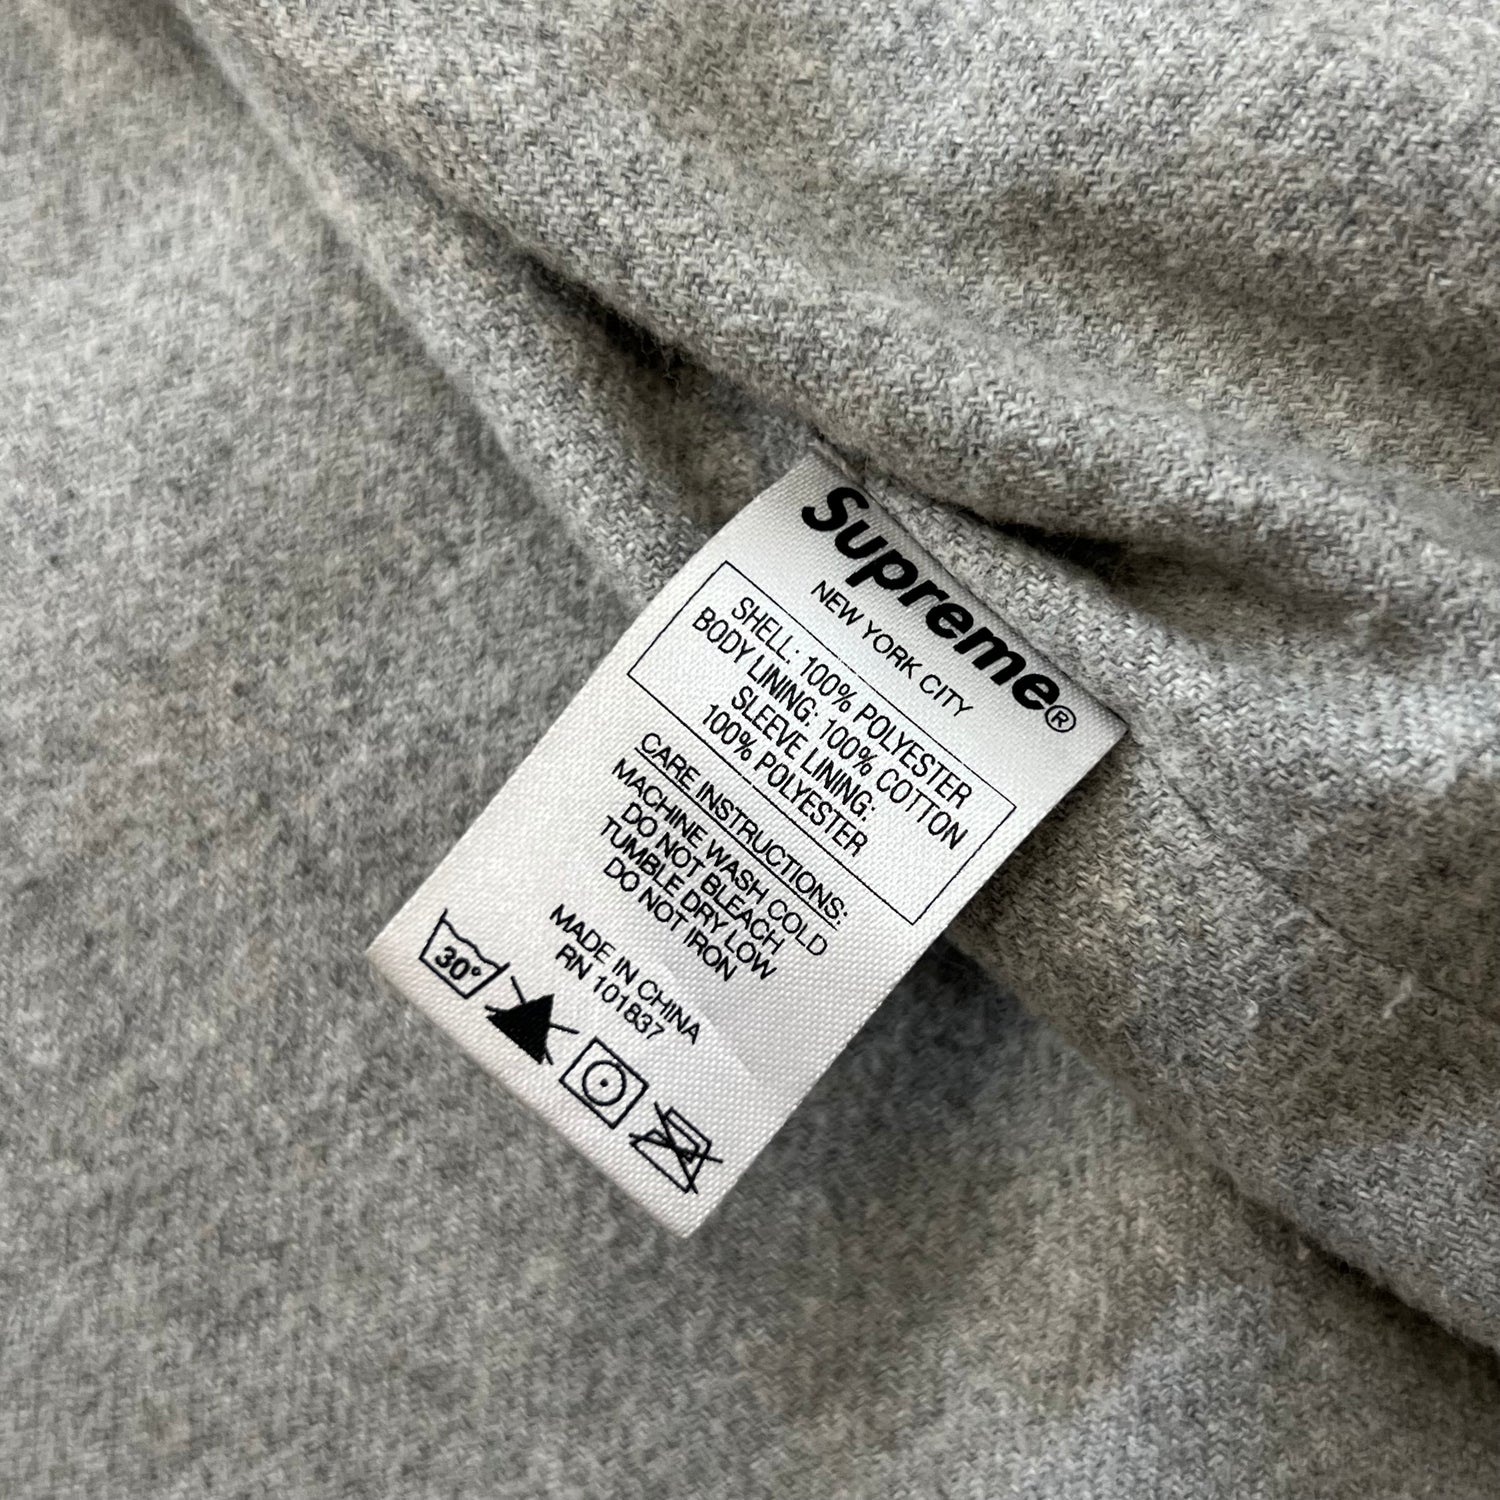 Supreme®
NEW YORK CITY
SHELL: 100% POLYESTER
BODY LINING: 100% COTTON
SLEEVE LINING:
100% POLYESTER
CARE INSTRUCTIONS:
MACHINE WASH COLD
DO NOT BLEACH
TUMBLE DRY LOW
DO NOT IRON
MADE IN CHINA
RN 101837
30°